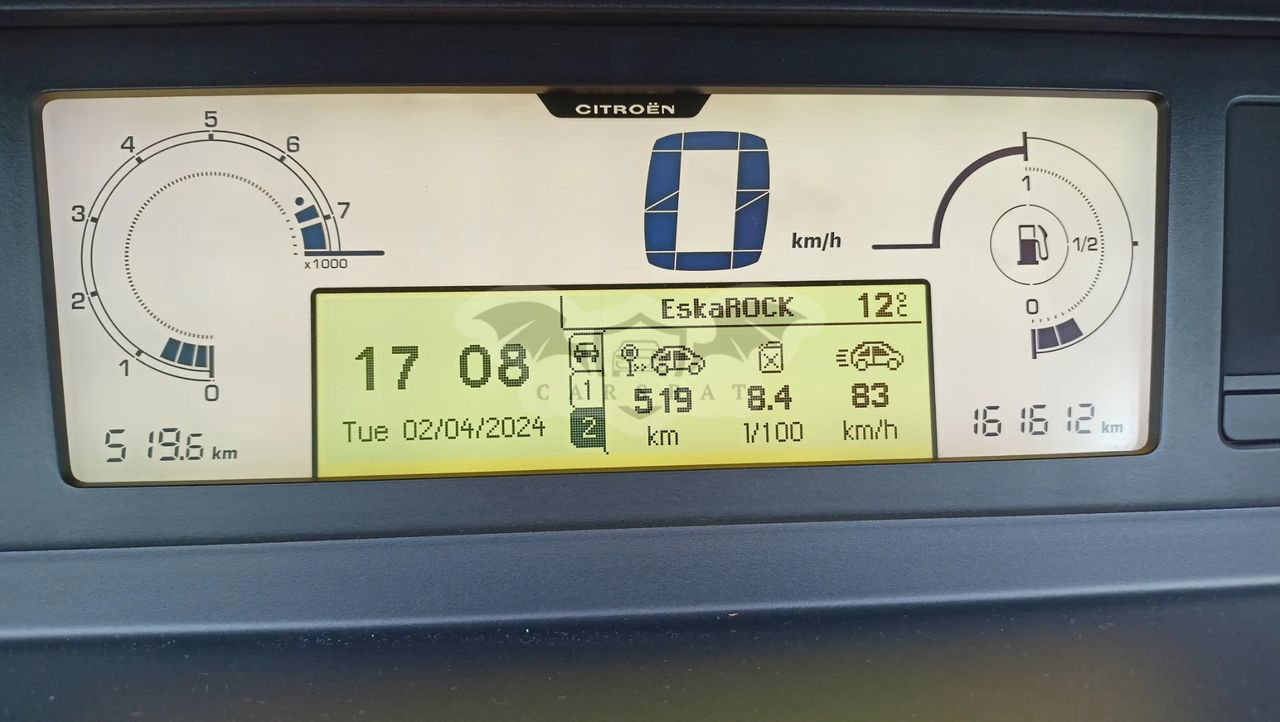 CITROËN
5
4
6
3
7
2
1
0
x1000
0
km/h
1
1/2
0
EskaROCK 12°C
17 08
1
2
519 8.4 83
km l/100 km/h
Tue 02/04/2024
CARSPAT
519.6 km
161612 km